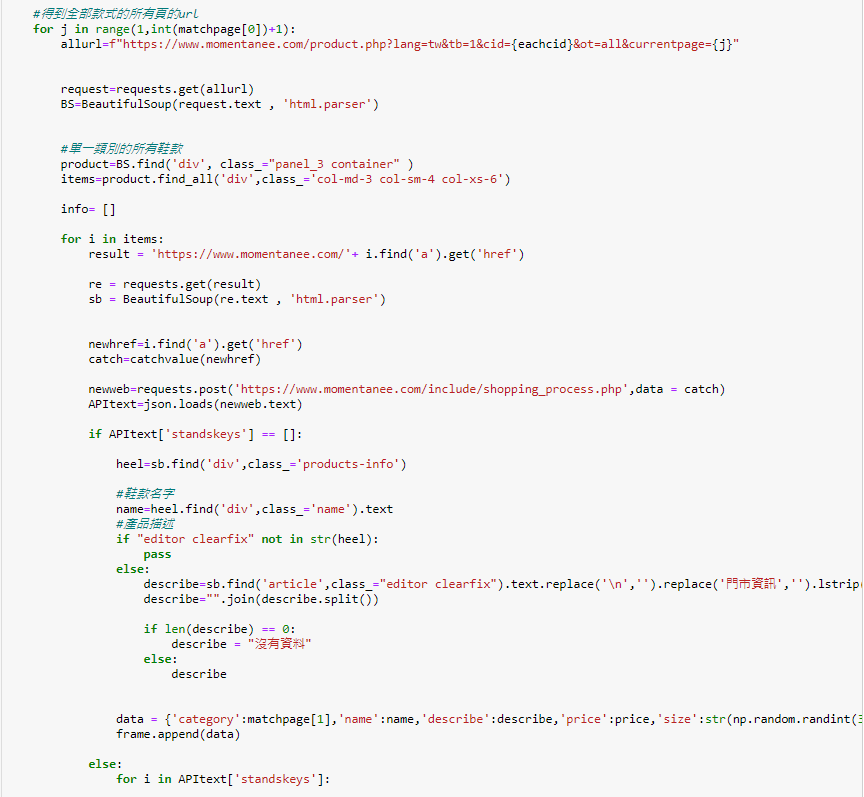 #得到全部款式的所有頁的url
for j in range(1,int(matchpage[0])+1):
    allurl=f"https://www.momentanee.com/product.php?lang=tw&tb=1&cid={eachcid}&ot=all&currentpage={j}"
    request=requests.get(allurl)
    BS=BeautifulSoup(request.text , 'html.parser')
    #單一類別的所有鞋款
    product=BS.find('div', class_="panel_3 container" )
    items=product.find_all('div',class_='col-md-3 col-sm-4 col-xs-6')
    info= []
    for i in items:
        result = 'https://www.momentanee.com/'+ i.find('a').get('href')
        re = requests.get(result)
        sb = BeautifulSoup(re.text , 'html.parser')
        newhref=i.find('a').get('href')
        catch=catchvalue(newhref)
        newweb=requests.post('https://www.momentanee.com/include/shopping_process.php',data = catch)
        APItext=json.loads(newweb.text)
        if APItext['standskeys'] == []:
            heel=sb.find('div',class_='products-info')
            #鞋款名字
            name=heel.find('div',class_='name').text
            #產品描述
            if "editor clearfix" not in str(heel):
                pass
            else:
                describe=sb.find('article',class_="editor clearfix").text.replace('\n','').replace('門市資訊','').lstrip(
                describe="".join(describe.split())
                if len(describe) == 0:
                    describe = "沒有資料"
                else:
                    describe
            data = {'category':matchpage[1],'name':name,'describe':describe,'price':price,'size':str(np.random.randint(3
            frame.append(data)
        else:
            for i in APItext['standskeys']: